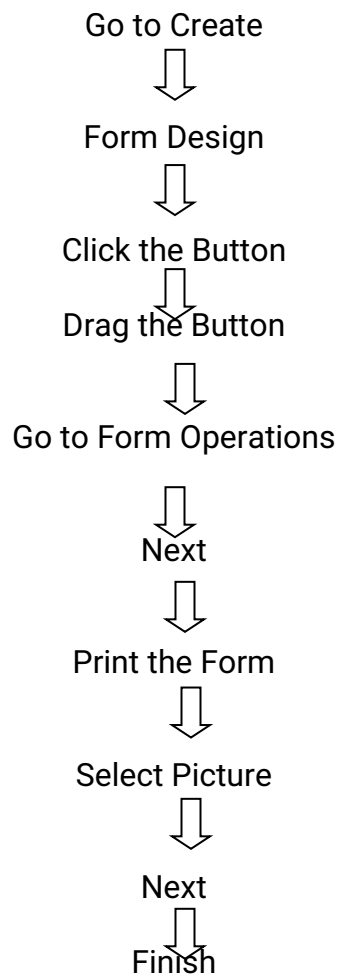 Go to Create
Form Design
Click the Button
Drag the Button
Go to Form Operations
Next
Print the Form
Select Picture
Next
Finish